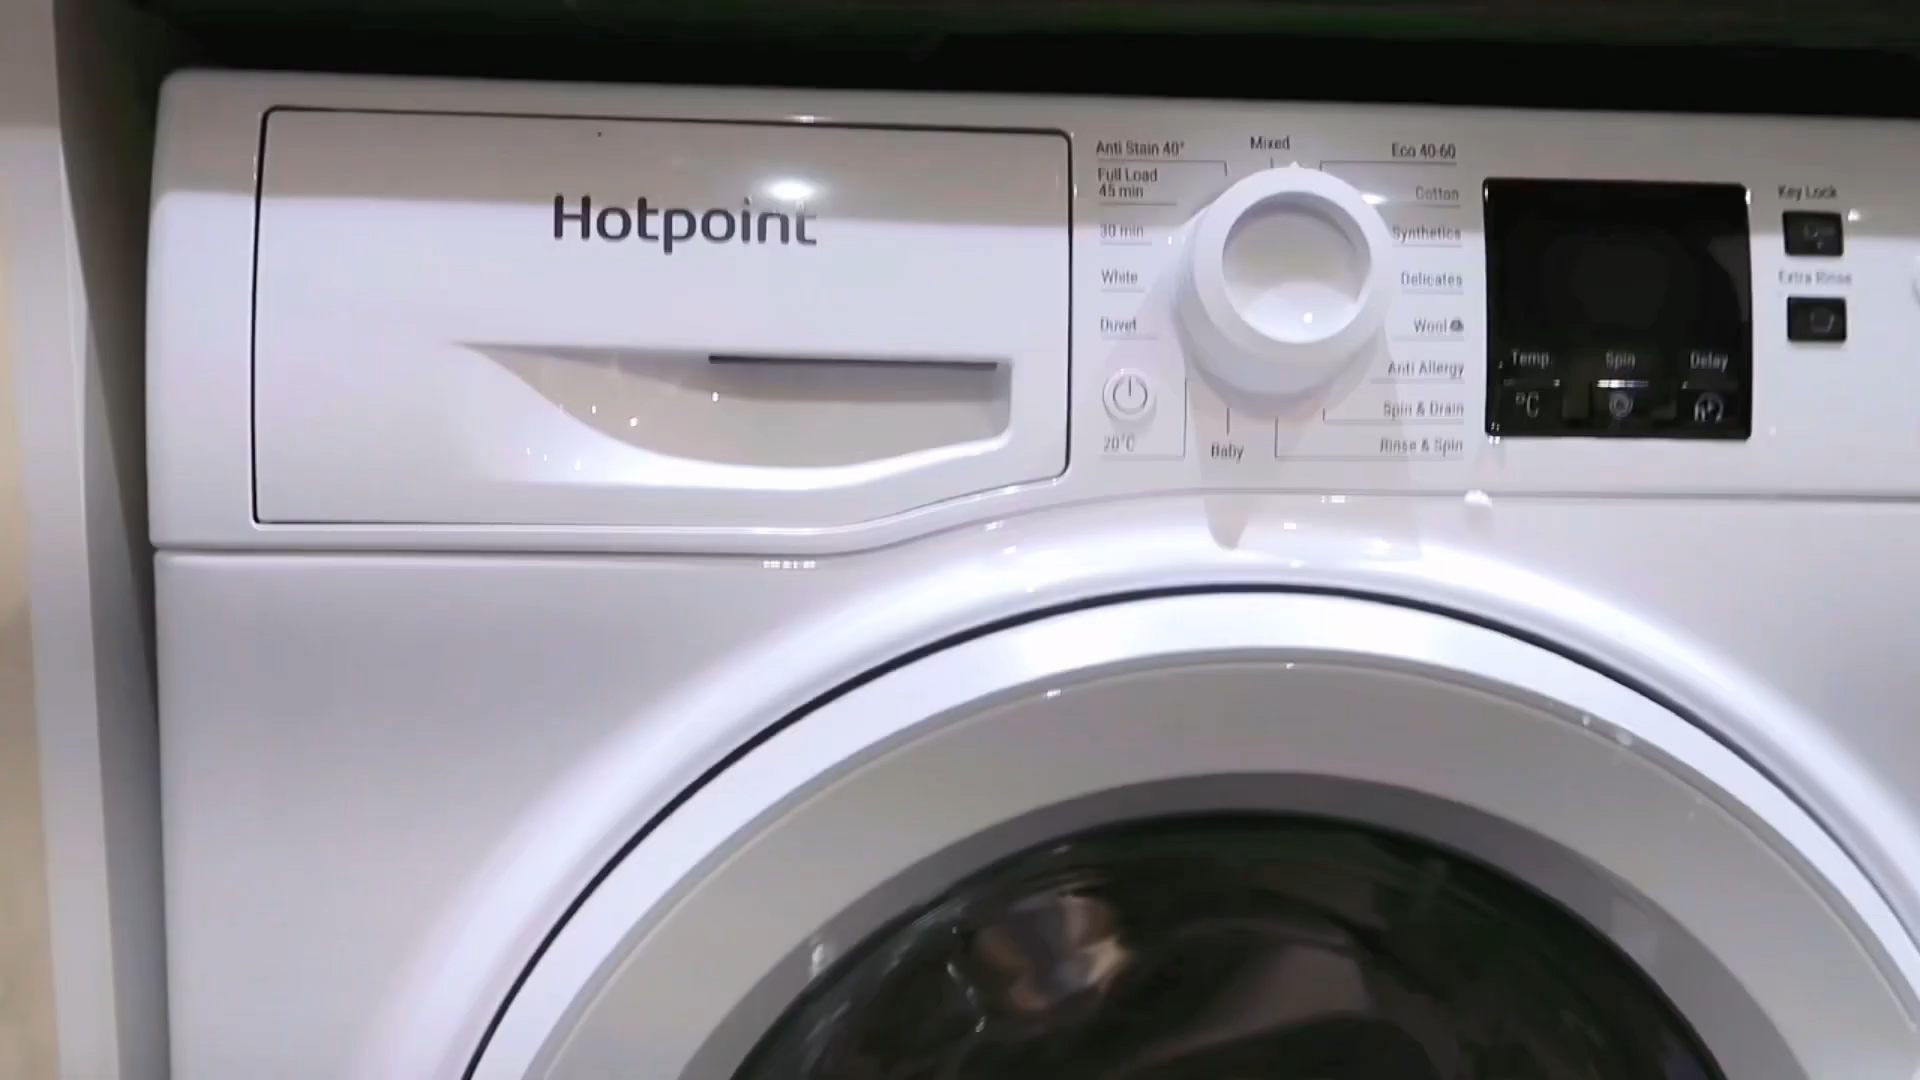 Hotpoint
Anti Stain 40°
Full Load
45 min
30 min
White
Duvet
20°C
Mixed
Baby
Eco 40-60
Cotton
Synthetics
Delicates
Wool
Anti Allergy
Spin & Drain
Rinse & Spin
Temp.
Spin
Delay
°C
Key Lock
Extra Rinse